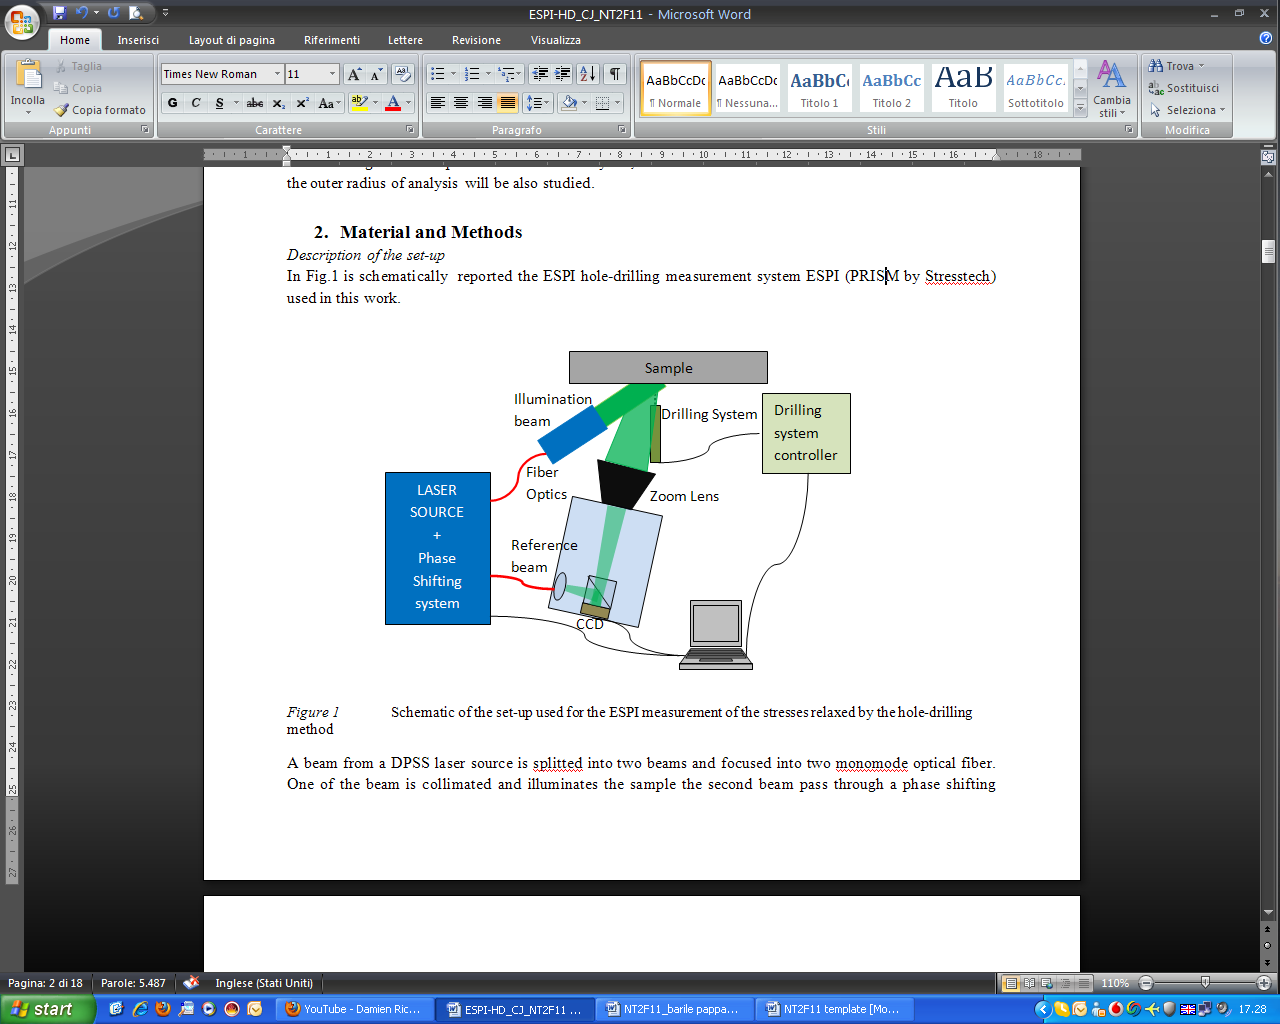 ESPI-HD_CJ_NT2F11 - Microsoft Word
Home Inserisci Layout di pagina Riferimenti Lettere Revisione Visualizza
Incolla
Taglia
Copia
Copia formato
Appunti
Times New Roman 11
G C S abc X₂ X² Aa
Carattere
Paragrafo
AaBbCcDc AaBbCcDc AaBbCc AaBbCc AaB AaBbCc.
¶ Normale ¶ Nessuna... Titolo 1 Titolo 2 Titolo Sottotitolo
Cambia stili
Stili
Trova
Sostituisci
Seleziona
Modifica
the outer radius of analysis will be also studied.
2. Material and Methods
Description of the set-up
In Fig.1 is schematically reported the ESPI hole-drilling measurement system ESPI (PRISM by Stresstech)
used in this work.
Sample
Illumination
beam
Drilling System
Drilling
system
controller
Fiber
Optics
Zoom Lens
LASER
SOURCE
+
Phase
Shifting
system
Reference
beam
CCD
Figure 1 Schematic of the set-up used for the ESPI measurement of the stresses relaxed by the hole-drilling
method
A beam from a DPSS laser source is splitted into two beams and focused into two monomode optical fiber.
One of the beam is collimated and illuminates the sample the second beam pass through a phase shifting
Pagina: 2 di 18 Parole: 5.487 Inglese (Stati Uniti) 110%
start YouTube - Damien Ric... ESPI-HD_CJ_NT2F11 ... NT2F11_barile pappa... NT2F11 template [Mo... 17.28